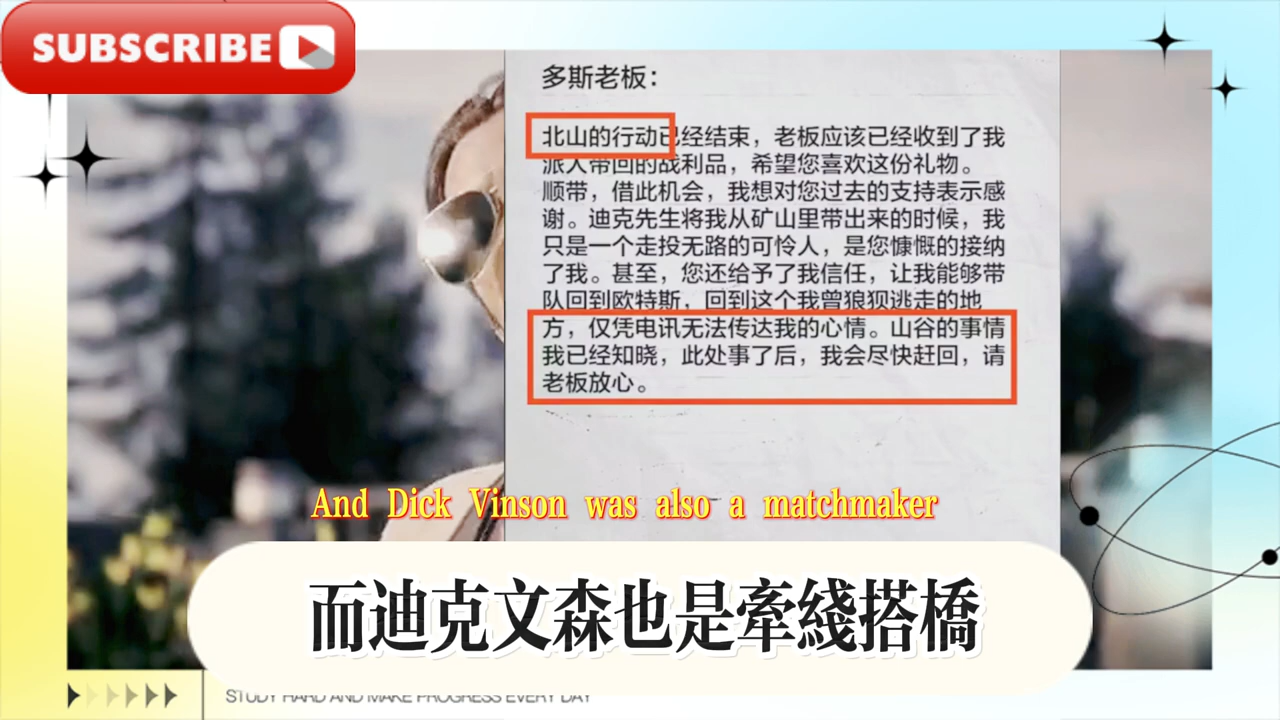 SUBSCRIBE
多斯老板：
北山的行动已经结束，老板应该已经收到了我
派人带回的战利品，希望您喜欢这份礼物。
顺带，借此机会，我想对您过去的支持表示感
谢。迪克先生将我从矿山里带出来的时候，我
只是一个走投无路的可怜人，是您慷慨的接纳
了我。甚至，您还给予了我信任，让我能够带
队回到欧特斯，回到这个我曾狼狈逃走的地
方，仅凭电讯无法传达我的心情。山谷的事情
我已经知晓，此处事了后，我会尽快赶回，请
老板放心。
And Dick Vinson was also a matchmaker
而迪克文森也是牽綫搭橋
STUDY HARD AND MAKE PROGRESS EVERY DAY